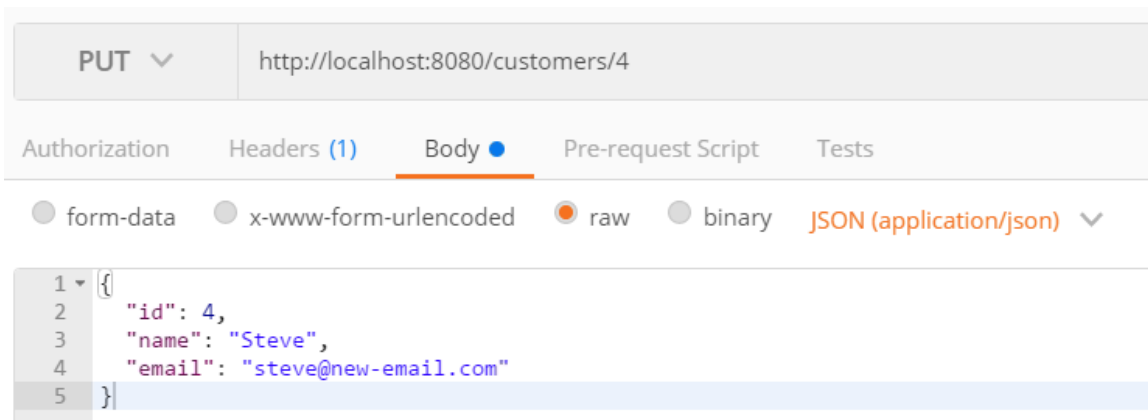 PUT http://localhost:8080/customers/4
Authorization Headers (1) Body Pre-request Script Tests
form-data x-www-form-urlencoded raw binary JSON (application/json)
1 {
2 "id": 4,
3 "name": "Steve",
4 "email": "steve@new-email.com"
5 }